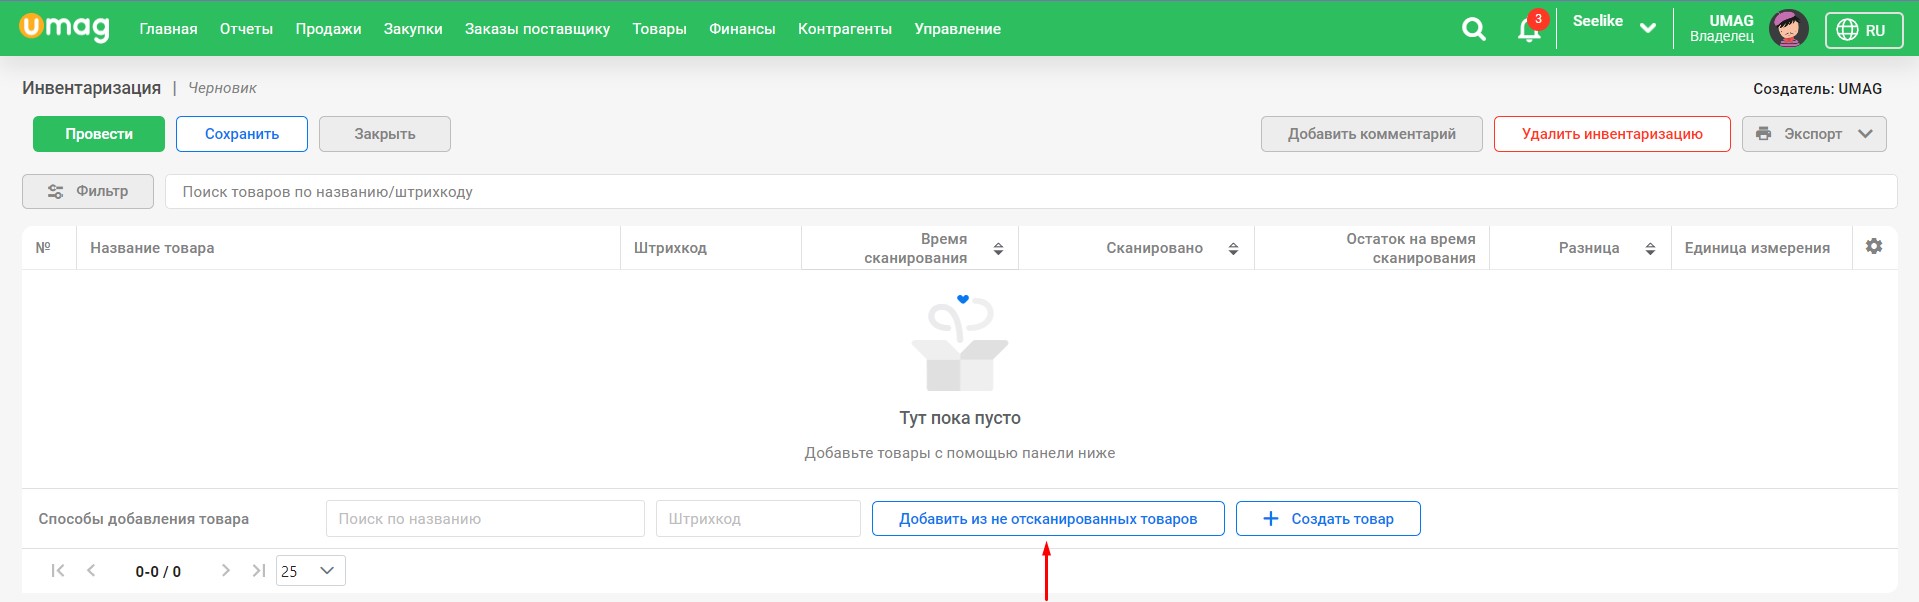 umag Главная Отчеты Продажи Закупки Заказы поставщику Товары Финансы Контрагенты Управление 3 Seelike UMAG RU
Владелец
Инвентаризация | Черновик Создатель: UMAG
Провести Сохранить Закрыть Добавить комментарий Удалить инвентаризацию Экспорт
Фильтр Поиск товаров по названию/штрихкоду
№ Название товара Штрихкод Время сканирования Сканировано Остаток на время сканирования Разница Единица измерения
Тут пока пусто
Добавьте товары с помощью панели ниже
Способы добавления товара Поиск по названию Штрихкод Добавить из не отсканированных товаров + Создать товар
0-0 / 0 25